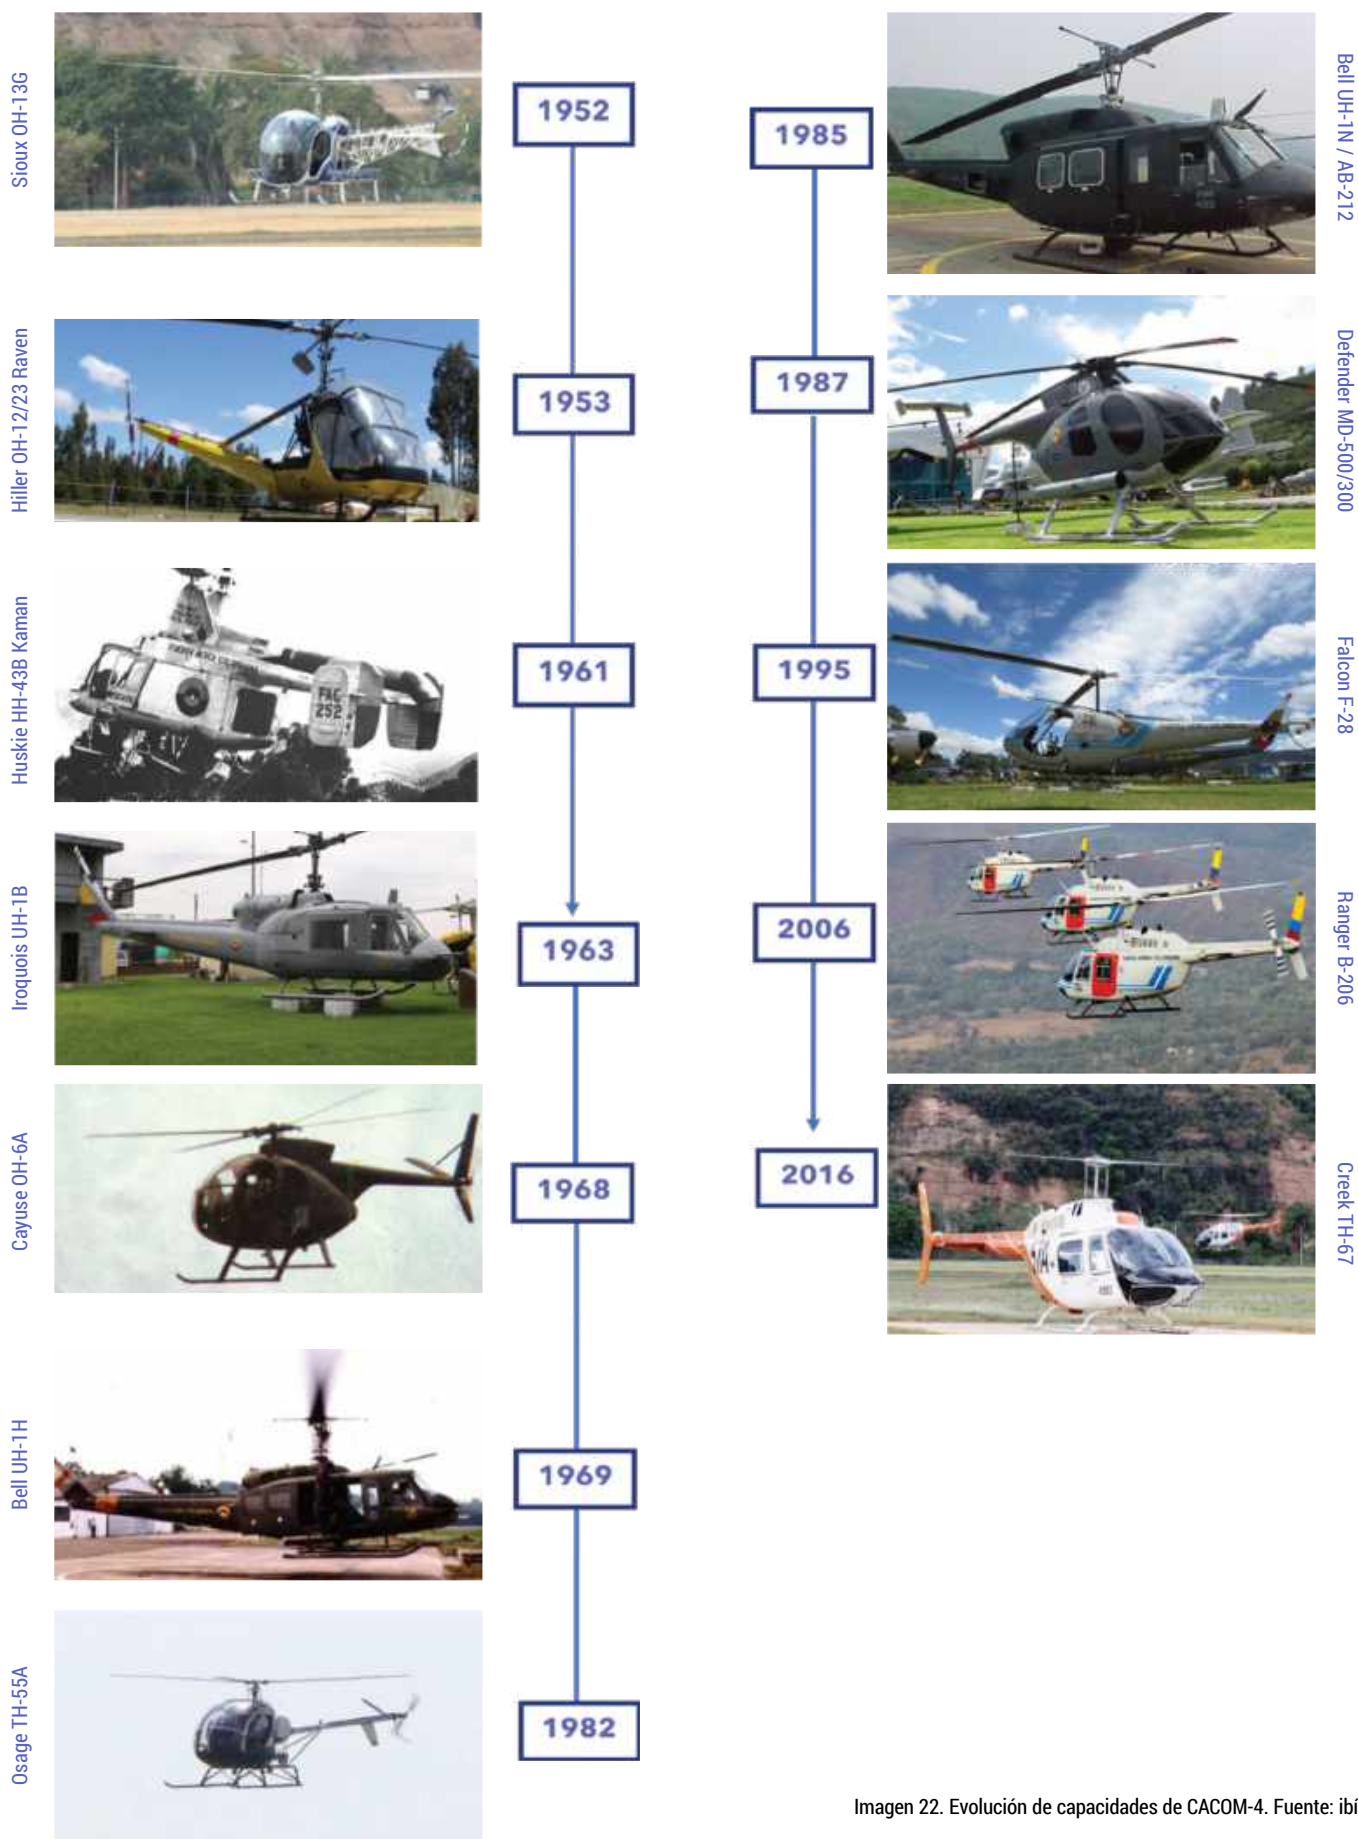 Sioux OH-13G
1952
Hiller OH-12/23 Raven
1953
Huskie HH-43B Kaman
FAC
252
1961
Iroquois UH-1B
1963
Cayuse OH-6A
1968
Bell UH-1H
1969
Osage TH-55A
1982
1985
Bell UH-1N / AB-212
1987
Defender MD-500/300
1995
Falcon F-28
2006
Ranger B-206
2016
Creek TH-67
Imagen 22. Evolución de capacidades de CACOM-4. Fuente: ibí